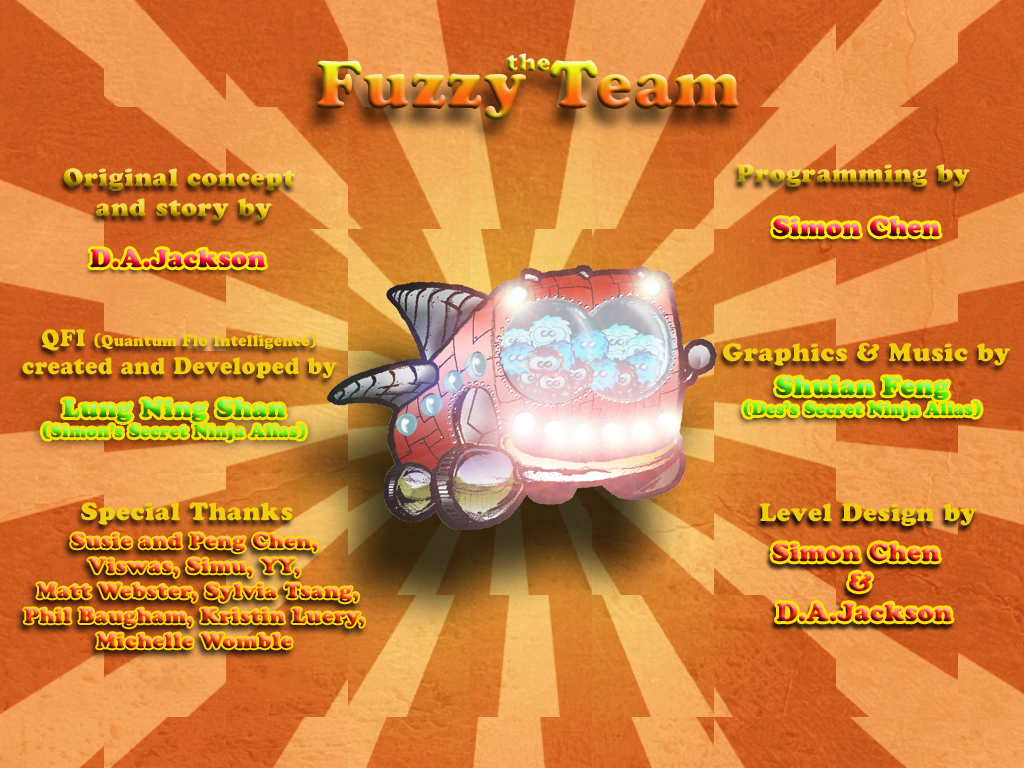 the
Fuzzy Team
Original concept
and story by
D.A.Jackson
QFI (Quantum Flo Intelligence)
created and Developed by
Lung Ning Shan
(Simon's Secret Ninja Alias)
Special Thanks
Susie and Peng Chen,
Viswas, Simu, YY,
Matt Webster, Sylvia Tsang,
Phil Baugham, Kristin Luery,
Michelle Womble
Programming by
Simon Chen
Graphics & Music by
Shuian Feng
(Des's Secret Ninja Alias)
Level Design by
Simon Chen
&
D.A.Jackson